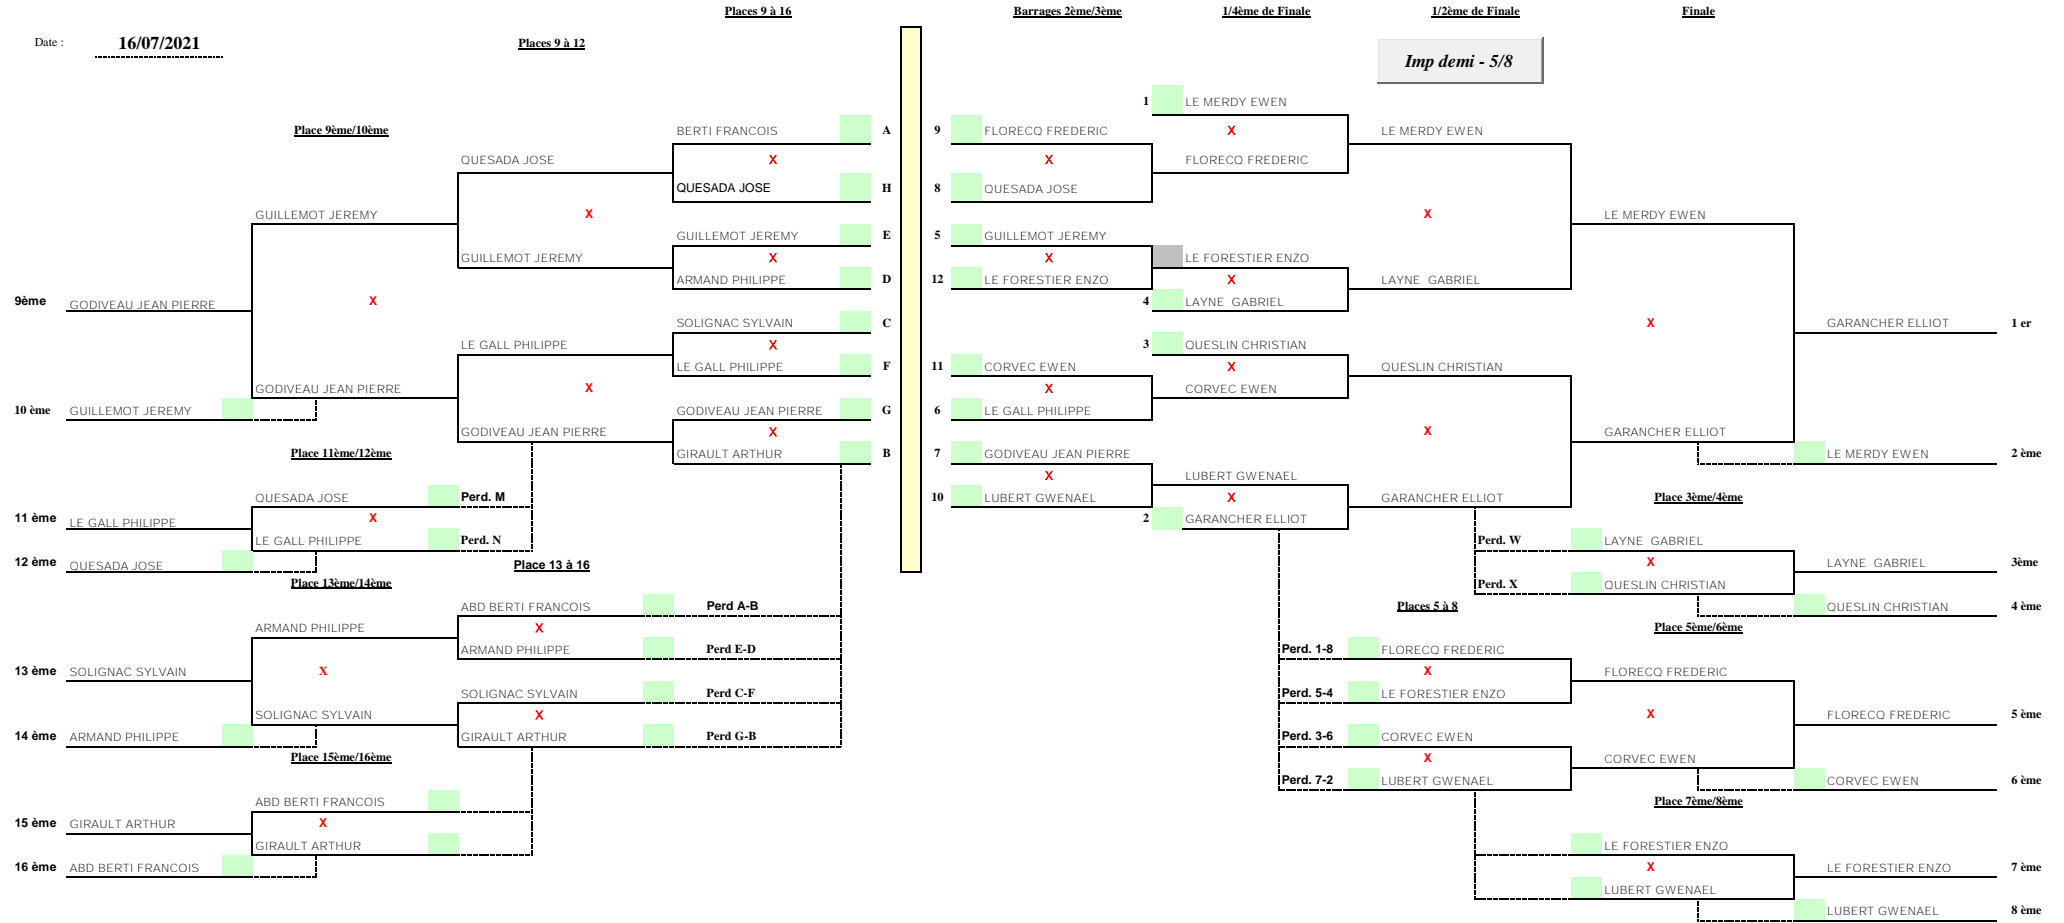 Places 9 à 16
Barrages 2ème/3ème
1/4ème de Finale
1/2ème de Finale
Finale
Date :
16/07/2021
Places 9 à 12
Imp demi - 5/8
Place 9ème/10ème
BERTI FRANCOIS
A
X
QUESADA JOSE
QUESADA JOSE
H
GUILLEMOT JEREMY
X
GUILLEMOT JEREMY
E
X
GUILLEMOT JEREMY
ARMAND PHILIPPE
D
9ème
GODIVEAU JEAN PIERRE
X
SOLIGNAC SYLVAIN
C
X
LE GALL PHILIPPE
LE GALL PHILIPPE
F
GODIVEAU JEAN PIERRE
X
10 ème
GUILLEMOT JEREMY
GODIVEAU JEAN PIERRE
G
X
GODIVEAU JEAN PIERRE
GIRAULT ARTHUR
B
Place 11ème/12ème
QUESADA JOSE
Perd. M
11 ème
LE GALL PHILIPPE
X
LE GALL PHILIPPE
Perd. N
12 ème
QUESADA JOSE
Place 13 à 16
Place 13ème/14ème
ABD BERTI FRANCOIS
Perd A-B
X
ARMAND PHILIPPE
ARMAND PHILIPPE
Perd E-D
13 ème
SOLIGNAC SYLVAIN
X
SOLIGNAC SYLVAIN
Perd C-F
X
SOLIGNAC SYLVAIN
GIRAULT ARTHUR
Perd G-B
14 ème
ARMAND PHILIPPE
Place 15ème/16ème
ABD BERTI FRANCOIS
15 ème
GIRAULT ARTHUR
X
GIRAULT ARTHUR
16 ème
ABD BERTI FRANCOIS
1
LE MERDY EWEN
9
FLORECQ FREDERIC
X
LE MERDY EWEN
X
FLORECQ FREDERIC
8
QUESADA JOSE
X
LE MERDY EWEN
5
GUILLEMOT JEREMY
X
LE FORESTIER ENZO
12
LE FORESTIER ENZO
X
LAYNE GABRIEL
4
LAYNE GABRIEL
X
GARANCHER ELLIOT
1 er
3
QUESLIN CHRISTIAN
11
CORVEC EWEN
X
QUESLIN CHRISTIAN
X
CORVEC EWEN
6
LE GALL PHILIPPE
X
GARANCHER ELLIOT
7
GODIVEAU JEAN PIERRE
LE MERDY EWEN
2 ème
X
LUBERT GWENAEL
10
LUBERT GWENAEL
X
GARANCHER ELLIOT
Place 3ème/4ème
2
GARANCHER ELLIOT
Perd. W
LAYNE GABRIEL
X
LAYNE GABRIEL
3ème
Perd. X
QUESLIN CHRISTIAN
Places 5 à 8
QUESLIN CHRISTIAN
4 ème
Place 5ème/6ème
Perd. 1-8
FLORECQ FREDERIC
X
FLORECQ FREDERIC
Perd. 5-4
LE FORESTIER ENZO
X
FLORECQ FREDERIC
5 ème
Perd. 3-6
CORVEC EWEN
X
CORVEC EWEN
Perd. 7-2
LUBERT GWENAEL
CORVEC EWEN
6 ème
Place 7ème/8ème
LE FORESTIER ENZO
X
LE FORESTIER ENZO
7 ème
LUBERT GWENAEL
LUBERT GWENAEL
8 ème